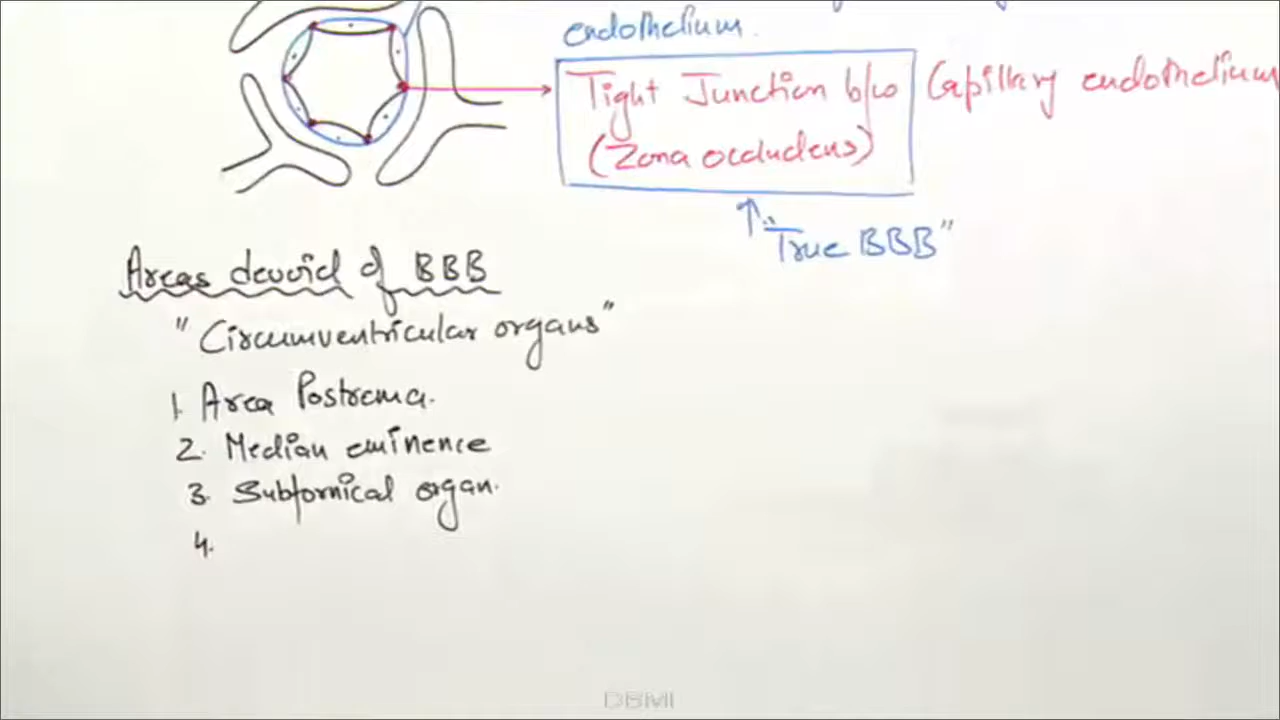 endothelium.
Tight Junction b/w Capillary endothelium
(Zona occludens)
"True BBB"
Areas devoid of BBB
"Circumventricular organs"
1. Area Postrema.
2. Median eminence
3. Subfornical organ.
4.
DBMI